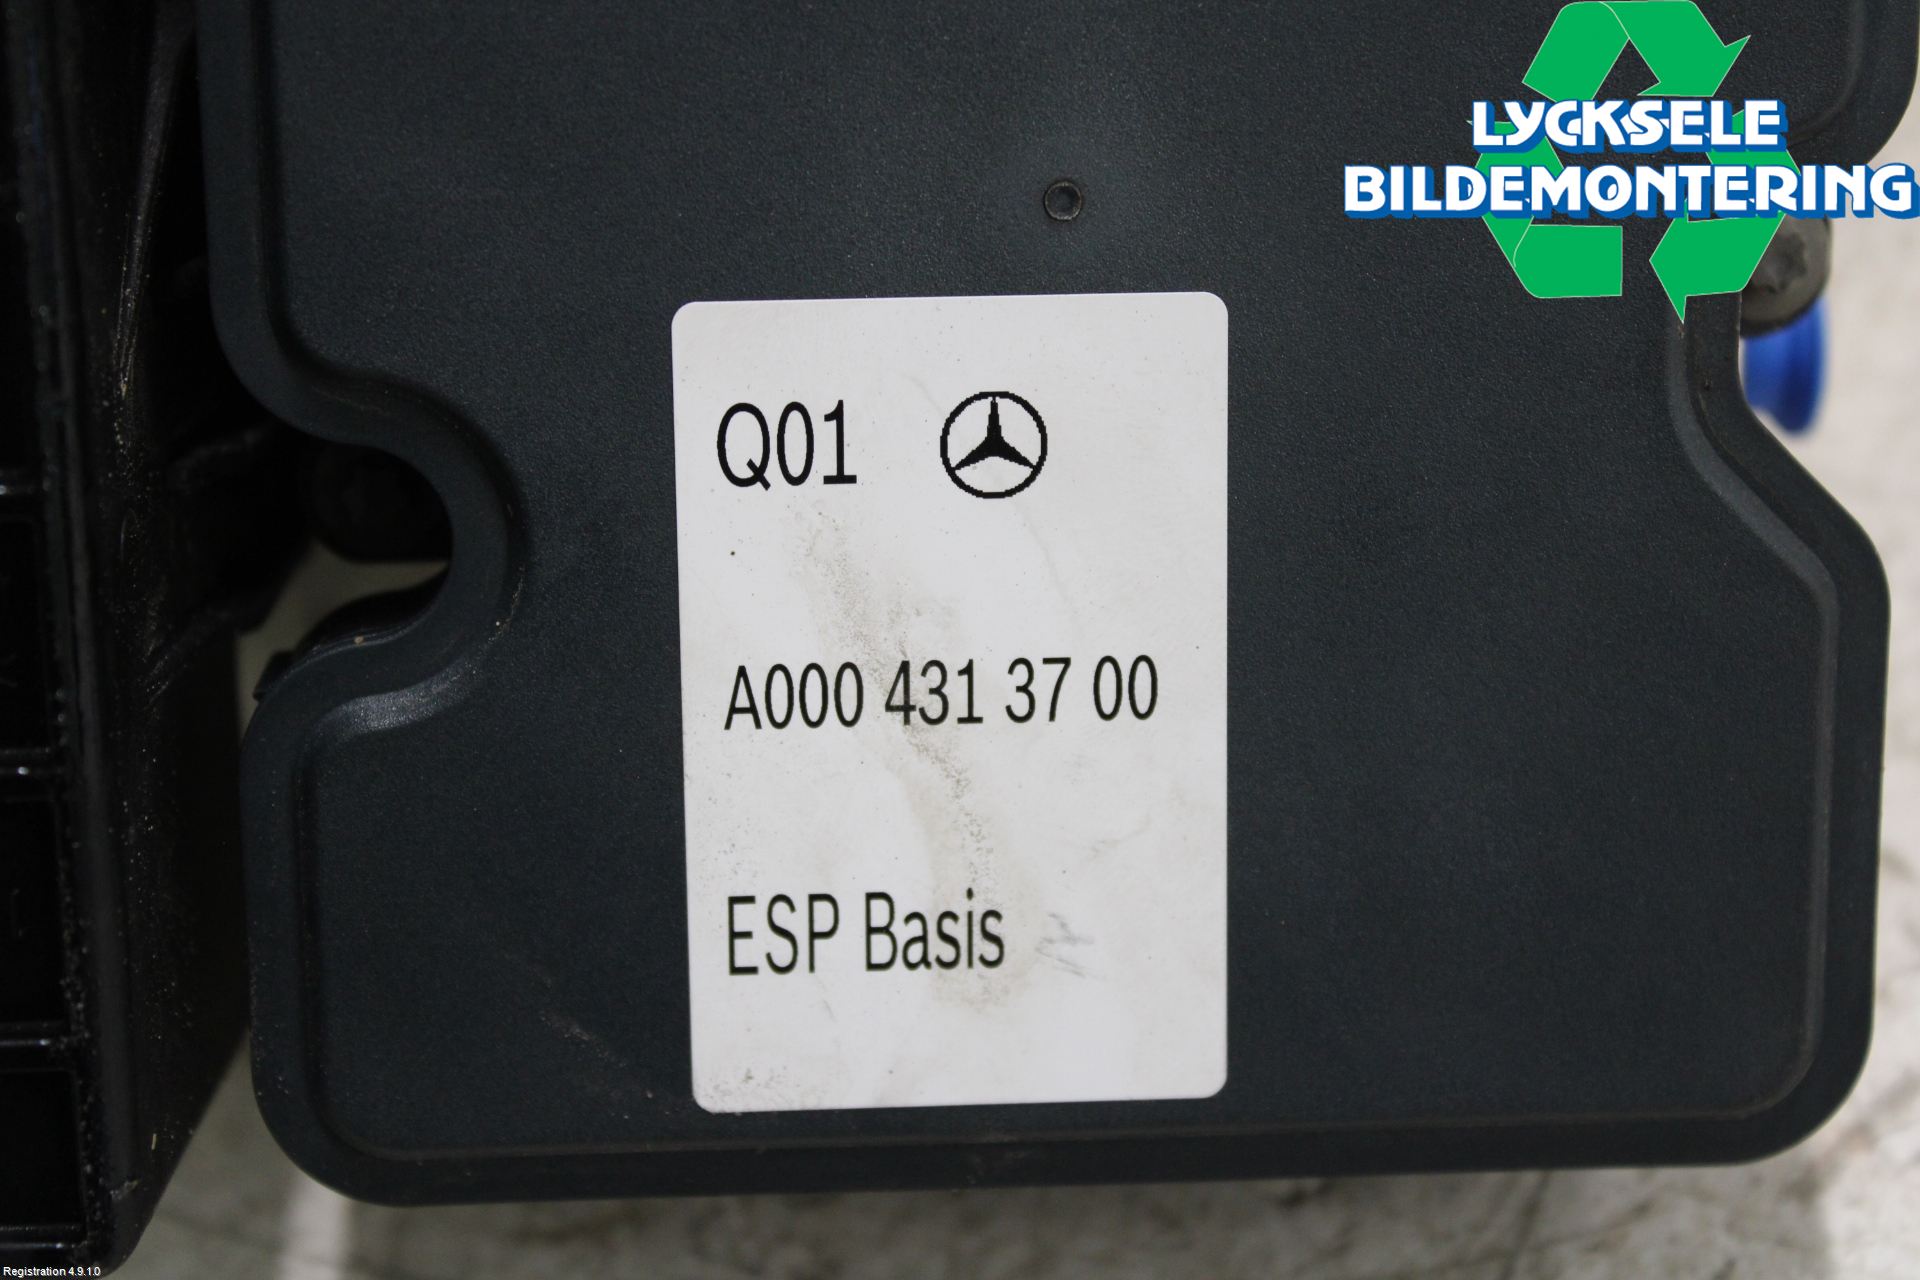 LYCKSELE
BILDEMONTERING
Q01
A000 431 37 00
ESP Basis
Registration 4.9.1.0